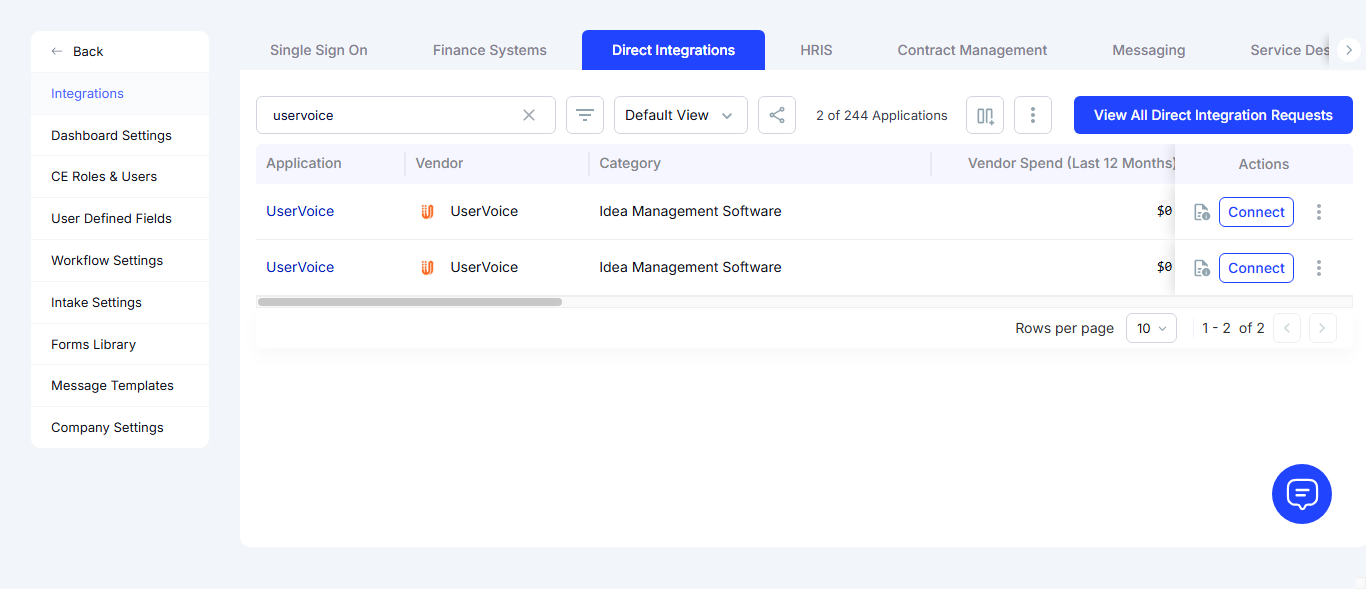 Back
Integrations
Dashboard Settings
CE Roles & Users
User Defined Fields
Workflow Settings
Intake Settings
Forms Library
Message Templates
Company Settings
Single Sign On Finance Systems Direct Integrations HRIS Contract Management Messaging Service Des
uservoice Default View 2 of 244 Applications View All Direct Integration Requests
Application Vendor Category Vendor Spend (Last 12 Months) Actions
UserVoice UserVoice Idea Management Software $0 Connect
UserVoice UserVoice Idea Management Software $0 Connect
Rows per page 10 1 - 2 of 2